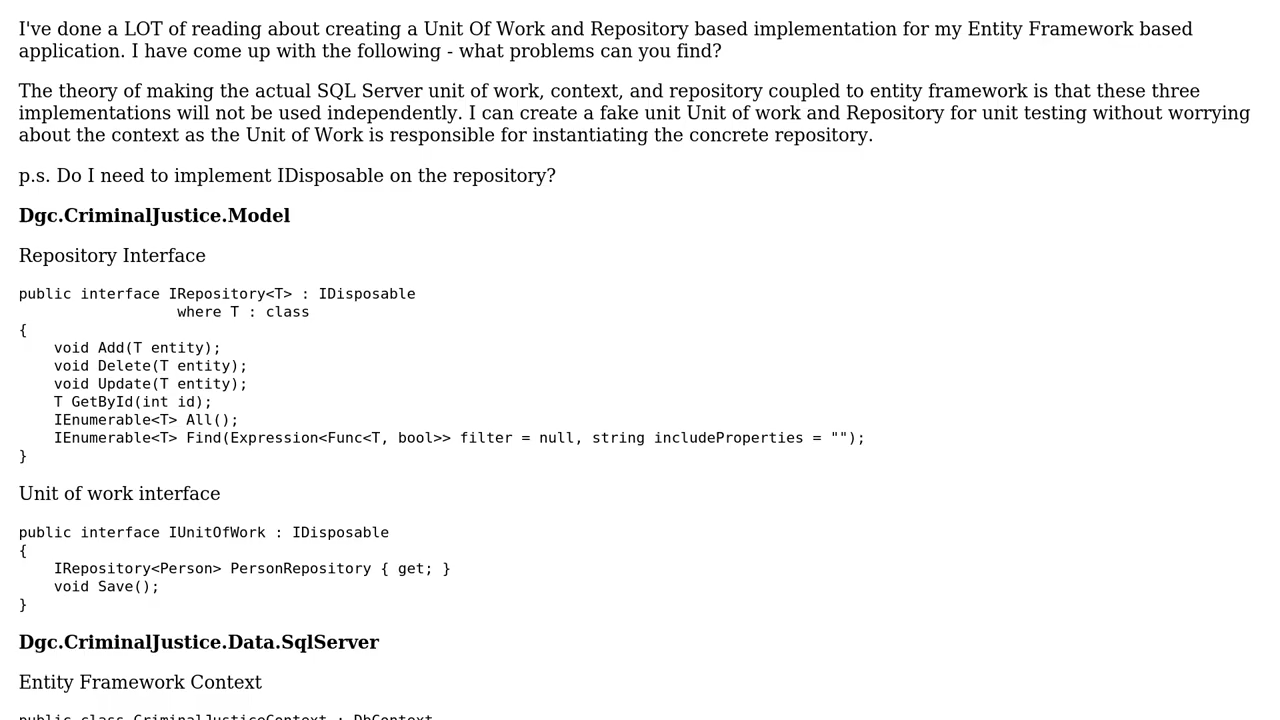 I've done a LOT of reading about creating a Unit Of Work and Repository based implementation for my Entity Framework based
application. I have come up with the following - what problems can you find?
The theory of making the actual SQL Server unit of work, context, and repository coupled to entity framework is that these three
implementations will not be used independently. I can create a fake unit Unit of work and Repository for unit testing without worrying
about the context as the Unit of Work is responsible for instantiating the concrete repository.
p.s. Do I need to implement IDisposable on the repository?
Dgc.CriminalJustice.Model
Repository Interface
public interface IRepository<T> : IDisposable
                  where T : class
{
    void Add(T entity);
    void Delete(T entity);
    void Update(T entity);
    T GetById(int id);
    IEnumerable<T> All();
    IEnumerable<T> Find(Expression<Func<T, bool>> filter = null, string includeProperties = "");
}
Unit of work interface
public interface IUnitOfWork : IDisposable
{
    IRepository<Person> PersonRepository { get; }
    void Save();
}
Dgc.CriminalJustice.Data.SqlServer
Entity Framework Context
public class CriminalJusticeContext : DbContext